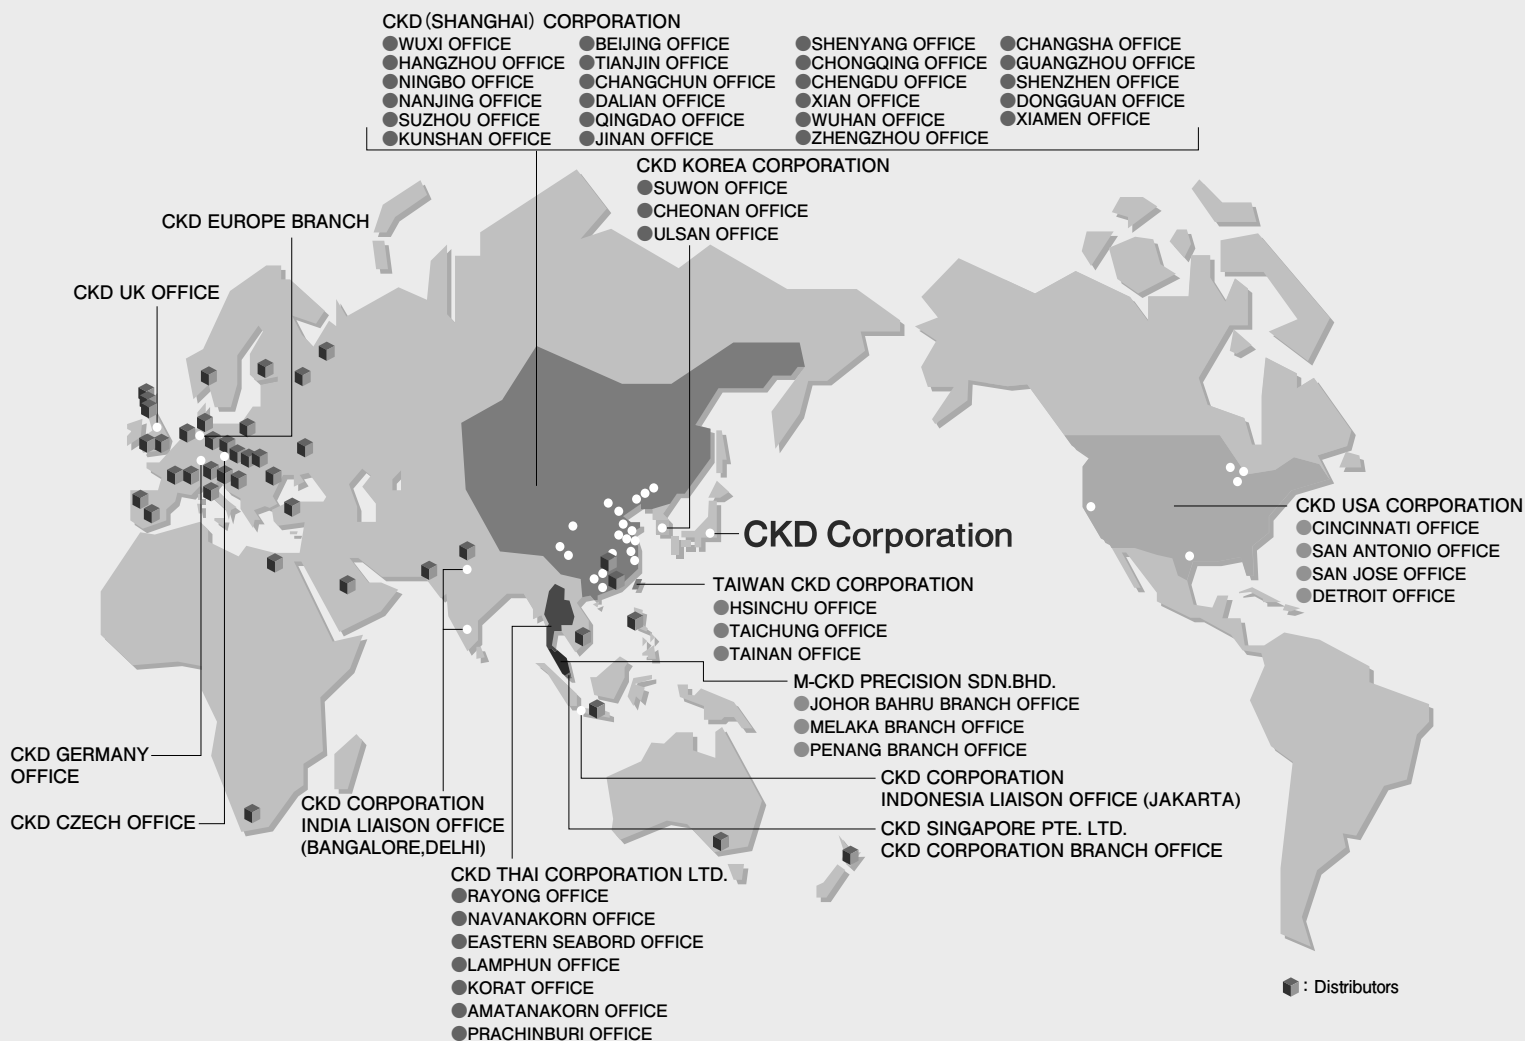 CKD(SHANGHAI) CORPORATION
●WUXI OFFICE
●HANGZHOU OFFICE
●NINGBO OFFICE
●NANJING OFFICE
●SUZHOU OFFICE
●KUNSHAN OFFICE
●BEIJING OFFICE
●TIANJIN OFFICE
●CHANGCHUN OFFICE
●DALIAN OFFICE
●QINGDAO OFFICE
●JINAN OFFICE
●SHENYANG OFFICE
●CHONGQING OFFICE
●CHENGDU OFFICE
●XIAN OFFICE
●WUHAN OFFICE
●ZHENGZHOU OFFICE
●CHANGSHA OFFICE
●GUANGZHOU OFFICE
●SHENZHEN OFFICE
●DONGGUAN OFFICE
●XIAMEN OFFICE
CKD KOREA CORPORATION
●SUWON OFFICE
●CHEONAN OFFICE
●ULSAN OFFICE
CKD EUROPE BRANCH
CKD UK OFFICE
CKD Corporation
CKD USA CORPORATION
●CINCINNATI OFFICE
●SAN ANTONIO OFFICE
●SAN JOSE OFFICE
●DETROIT OFFICE
TAIWAN CKD CORPORATION
●HSINCHU OFFICE
●TAICHUNG OFFICE
●TAINAN OFFICE
M-CKD PRECISION SDN.BHD.
●JOHOR BAHRU BRANCH OFFICE
●MELAKA BRANCH OFFICE
●PENANG BRANCH OFFICE
CKD GERMANY
OFFICE
CKD CZECH OFFICE
CKD CORPORATION
INDIA LIAISON OFFICE
(BANGALORE,DELHI)
CKD CORPORATION
INDONESIA LIAISON OFFICE (JAKARTA)
CKD SINGAPORE PTE. LTD.
CKD CORPORATION BRANCH OFFICE
CKD THAI CORPORATION LTD.
●RAYONG OFFICE
●NAVANAKORN OFFICE
●EASTERN SEABORD OFFICE
●LAMPHUN OFFICE
●KORAT OFFICE
●AMATANAKORN OFFICE
●PRACHINBURI OFFICE
: Distributors